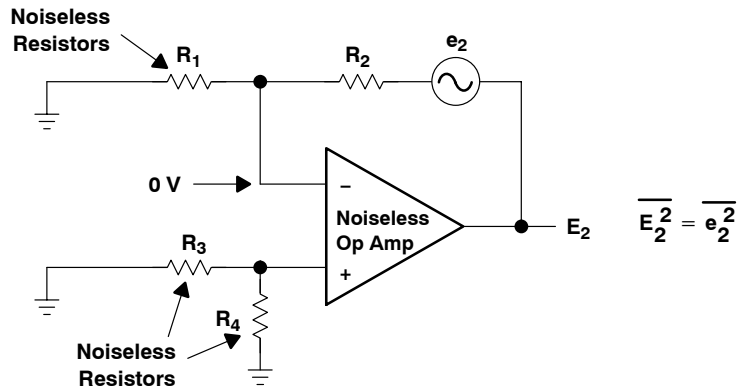 Noiseless
Resistors
R1
R2
e2
0 V
–
Noiseless
Op Amp
+
E2
E2² = e2²
R3
R4
Noiseless
Resistors